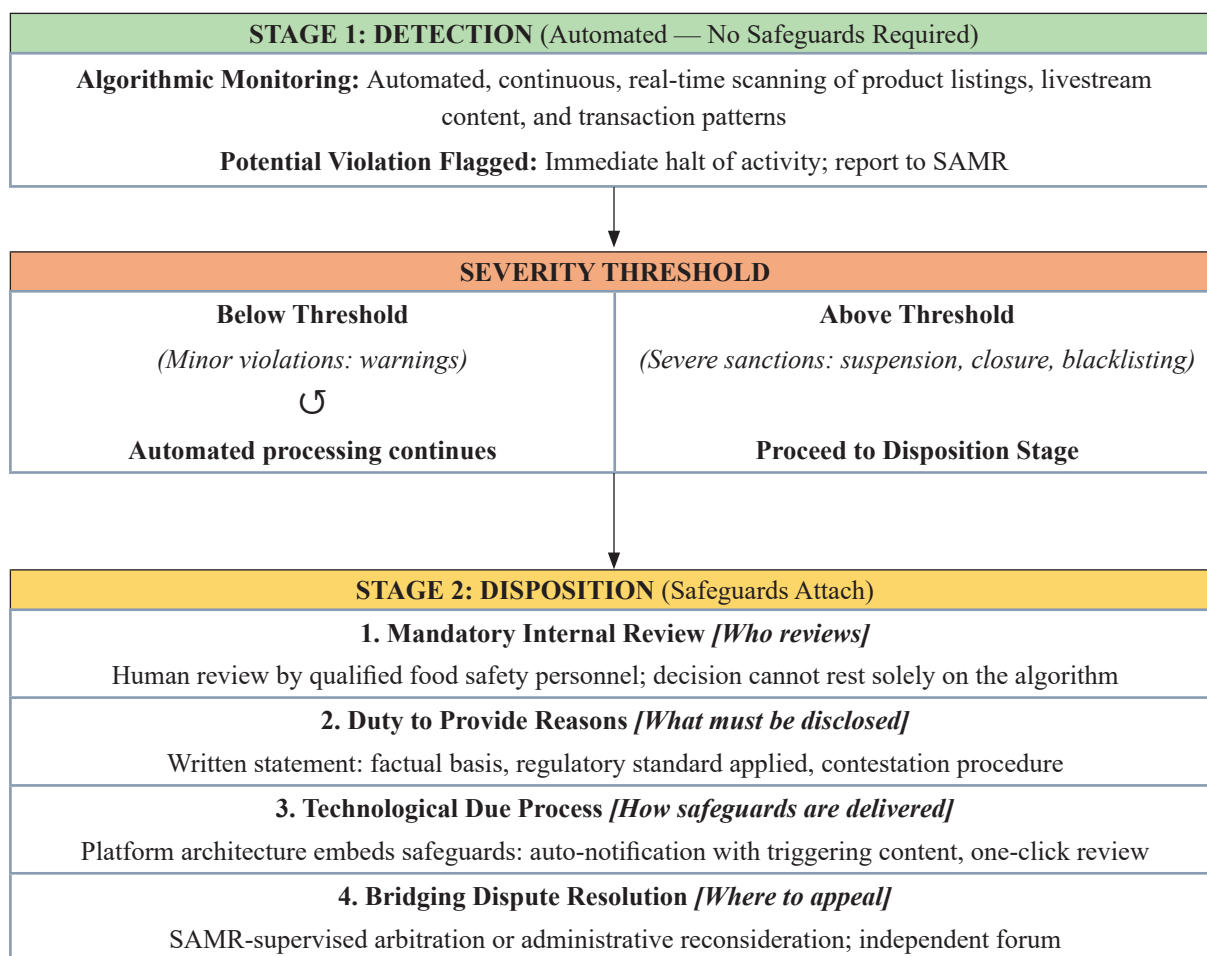 STAGE 1: DETECTION (Automated — No Safeguards Required)
Algorithmic Monitoring: Automated, continuous, real-time scanning of product listings, livestream
content, and transaction patterns
Potential Violation Flagged: Immediate halt of activity; report to SAMR
SEVERITY THRESHOLD
Below Threshold
(Minor violations: warnings)
↺
Automated processing continues
Above Threshold
(Severe sanctions: suspension, closure, blacklisting)
Proceed to Disposition Stage
STAGE 2: DISPOSITION (Safeguards Attach)
1. Mandatory Internal Review [Who reviews]
Human review by qualified food safety personnel; decision cannot rest solely on the algorithm
2. Duty to Provide Reasons [What must be disclosed]
Written statement: factual basis, regulatory standard applied, contestation procedure
3. Technological Due Process [How safeguards are delivered]
Platform architecture embeds safeguards: auto-notification with triggering content, one-click review
4. Bridging Dispute Resolution [Where to appeal]
SAMR-supervised arbitration or administrative reconsideration; independent forum